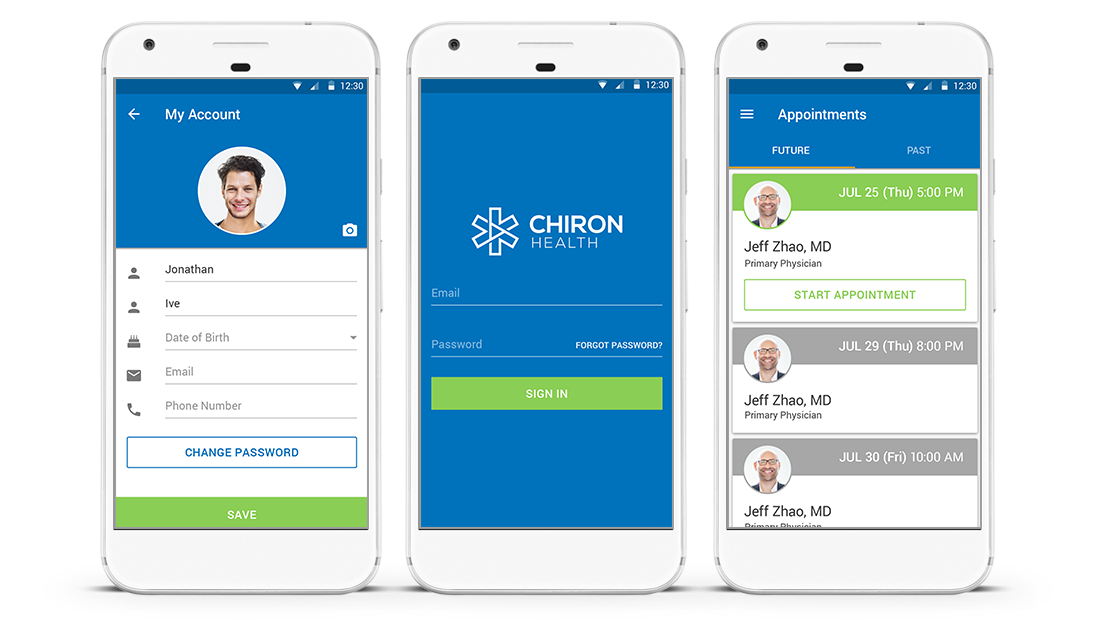 12:30
My Account
Jonathan
Ive
Date of Birth
Email
Phone Number
CHANGE PASSWORD
SAVE
12:30
CHIRON
HEALTH
Email
Password
FORGOT PASSWORD?
SIGN IN
12:30
Appointments
FUTURE
PAST
JUL 25 (Thu) 5:00 PM
Jeff Zhao, MD
Primary Physician
START APPOINTMENT
JUL 29 (Thu) 8:00 PM
Jeff Zhao, MD
Primary Physician
JUL 30 (Fri) 10:00 AM
Jeff Zhao, MD
Primary Physician